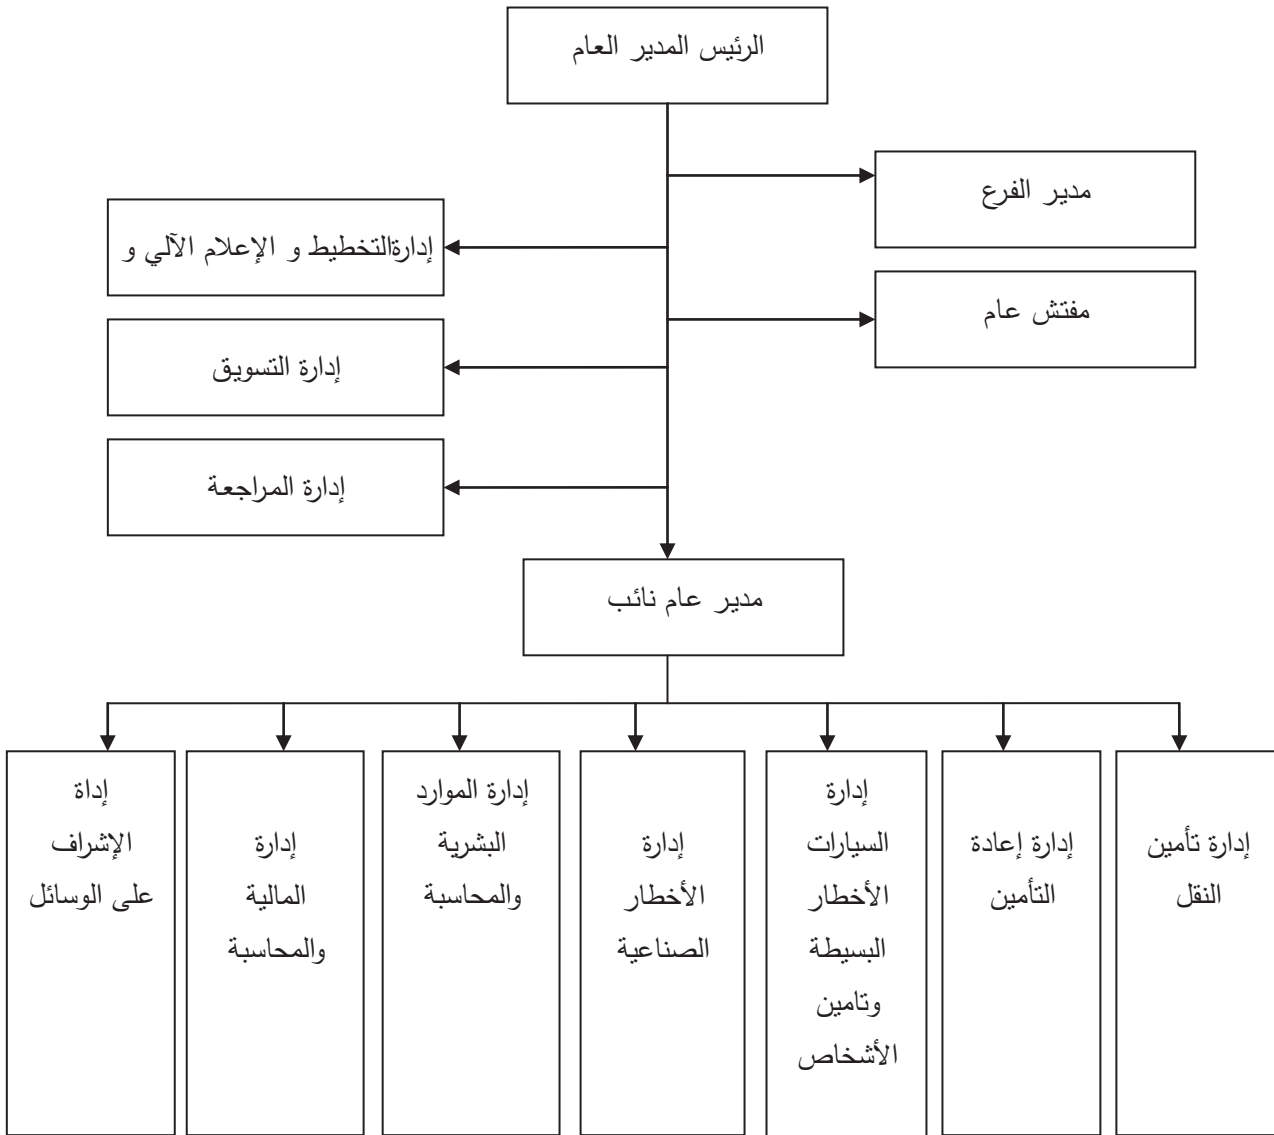 الرئيس المدير العام
مدير الفرع
إدارةالتخطيط و الإعلام الآلي و
مفتش عام
إدارة التسويق
إدارة المراجعة
مدير عام نائب
إدارة تأمين
النقل
إدارة إعادة
التأمين
إدارة
السيارات
الأخطار
البسيطة
وتامين
الأشخاص
إدارة
الأخطار
الصناعية
إدارة الموارد
البشرية
والمحاسبة
إدارة
المالية
والمحاسبة
إداة
الإشراف
على الوسائل